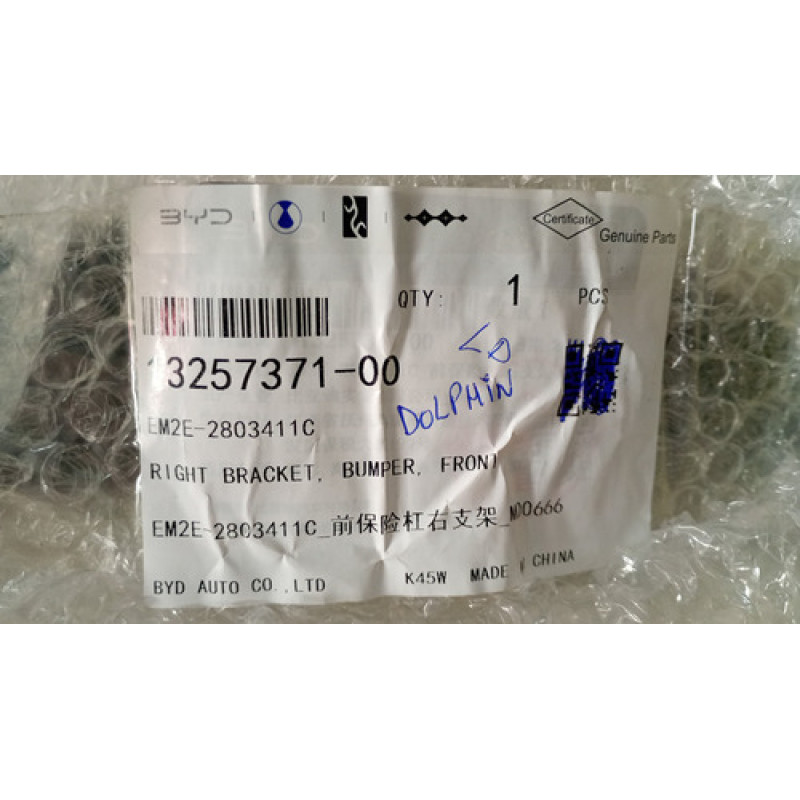 BYD
Certificate
Genuine Parts
QTY: 1 PCS
13257371-00
DOLPHIN
EM2E-2803411C
RIGHT BRACKET, BUMPER, FRONT
EM2E-2803411C_前保险杠右支架_N00666
BYD AUTO CO.,LTD K45W MADE IN CHINA